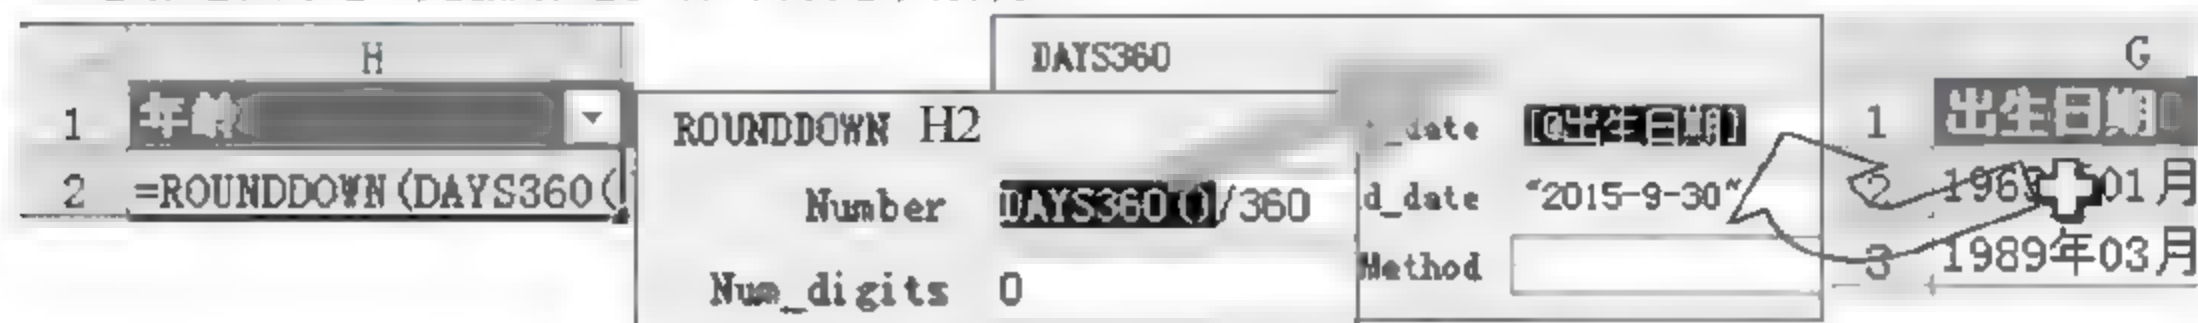 H
1 年龄
2 =ROUNDDOWN(DAYS360(
ROUNDDOWN H2
Number DAYS360()/360
Num_digits 0
DAYS360
_date [@出生日期]
d_date "2015-9-30"
Method
G
1 出生日期
2 196 01月
3 1989年03月